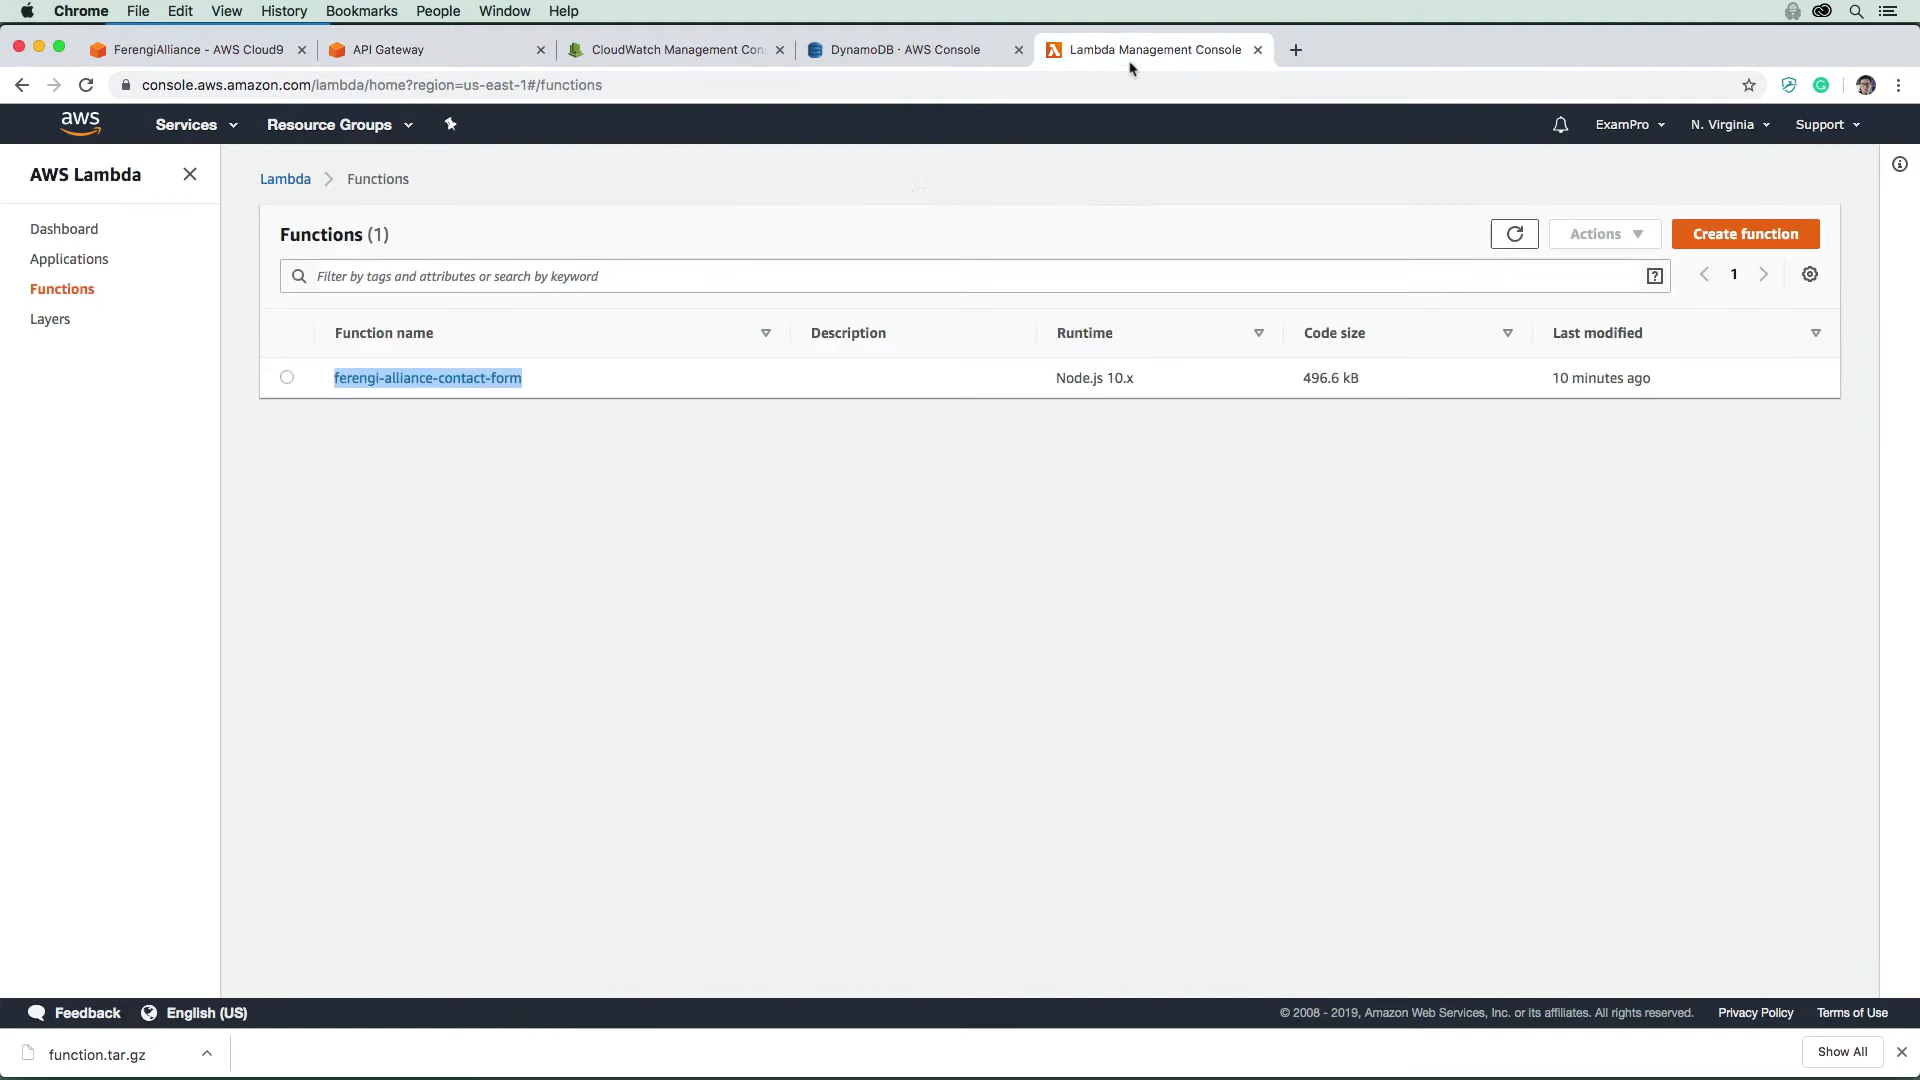 Chrome File Edit View History Bookmarks People Window Help
FerengiAlliance - AWS Cloud9 API Gateway CloudWatch Management Con DynamoDB · AWS Console Lambda Management Console
console.aws.amazon.com/lambda/home?region=us-east-1#/functions
aws Services Resource Groups ExamPro N. Virginia Support
AWS Lambda
Dashboard
Applications
Functions
Layers
Lambda Functions
Functions (1)
Actions Create function
Filter by tags and attributes or search by keyword
1
Function name Description Runtime Code size Last modified
ferengi-alliance-contact-form Node.js 10.x 496.6 kB 10 minutes ago
Feedback English (US) © 2008 - 2019, Amazon Web Services, Inc. or its affiliates. All rights reserved. Privacy Policy Terms of Use
function.tar.gz Show All